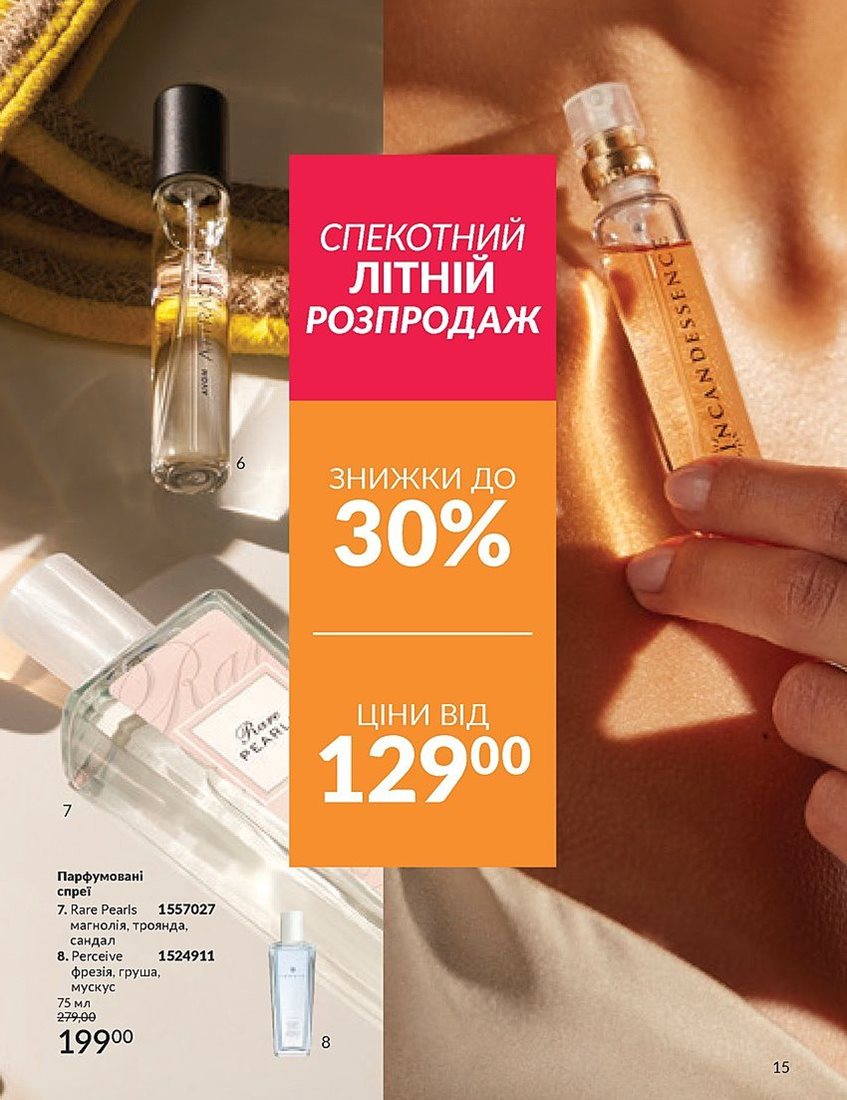 СПЕКОТНИЙ
ЛІТНІЙ
РОЗПРОДАЖ
ЗНИЖКИ ДО
30%
ЦІНИ ВІД
129⁰⁰
AVON
INCANDESSENCE
6
Rare
PEARLS
7
Парфумовані
спреї
7. Rare Pearls 1557027
магнолія, троянда,
сандал
8. Perceive 1524911
фрезія, груша,
мускус
75 мл
279,00
199⁰⁰
8
15